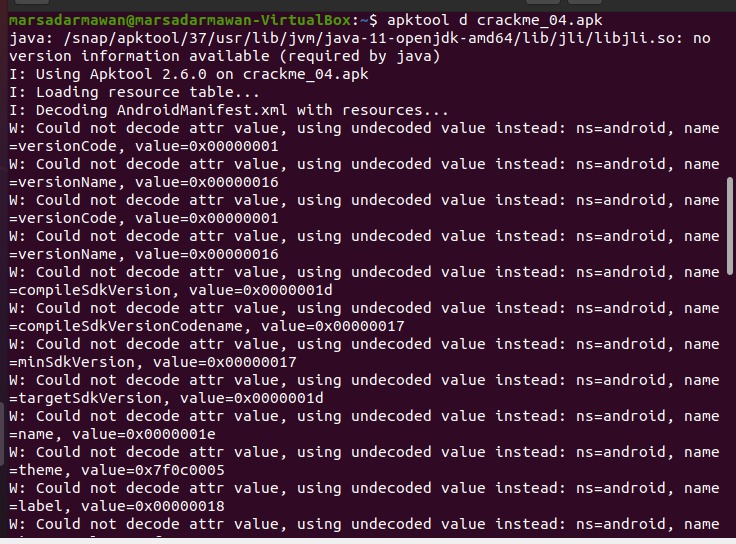 marsadarmawan@marsadarmawan-VirtualBox:~$ apktool d crackme_04.apk
java: /snap/apktool/37/usr/lib/jvm/java-11-openjdk-amd64/lib/jli/libjli.so: no
version information available (required by java)
I: Using Apktool 2.6.0 on crackme_04.apk
I: Loading resource table...
I: Decoding AndroidManifest.xml with resources...
W: Could not decode attr value, using undecoded value instead: ns=android, name
=versionCode, value=0x00000001
W: Could not decode attr value, using undecoded value instead: ns=android, name
=versionName, value=0x00000016
W: Could not decode attr value, using undecoded value instead: ns=android, name
=versionCode, value=0x00000001
W: Could not decode attr value, using undecoded value instead: ns=android, name
=versionName, value=0x00000016
W: Could not decode attr value, using undecoded value instead: ns=android, name
=compileSdkVersion, value=0x0000001d
W: Could not decode attr value, using undecoded value instead: ns=android, name
=compileSdkVersionCodename, value=0x00000017
W: Could not decode attr value, using undecoded value instead: ns=android, name
=minSdkVersion, value=0x00000017
W: Could not decode attr value, using undecoded value instead: ns=android, name
=targetSdkVersion, value=0x0000001d
W: Could not decode attr value, using undecoded value instead: ns=android, name
=name, value=0x0000001e
W: Could not decode attr value, using undecoded value instead: ns=android, name
=theme, value=0x7f0c0005
W: Could not decode attr value, using undecoded value instead: ns=android, name
=label, value=0x00000018
W: Could not decode attr value, using undecoded value instead: ns=android, name